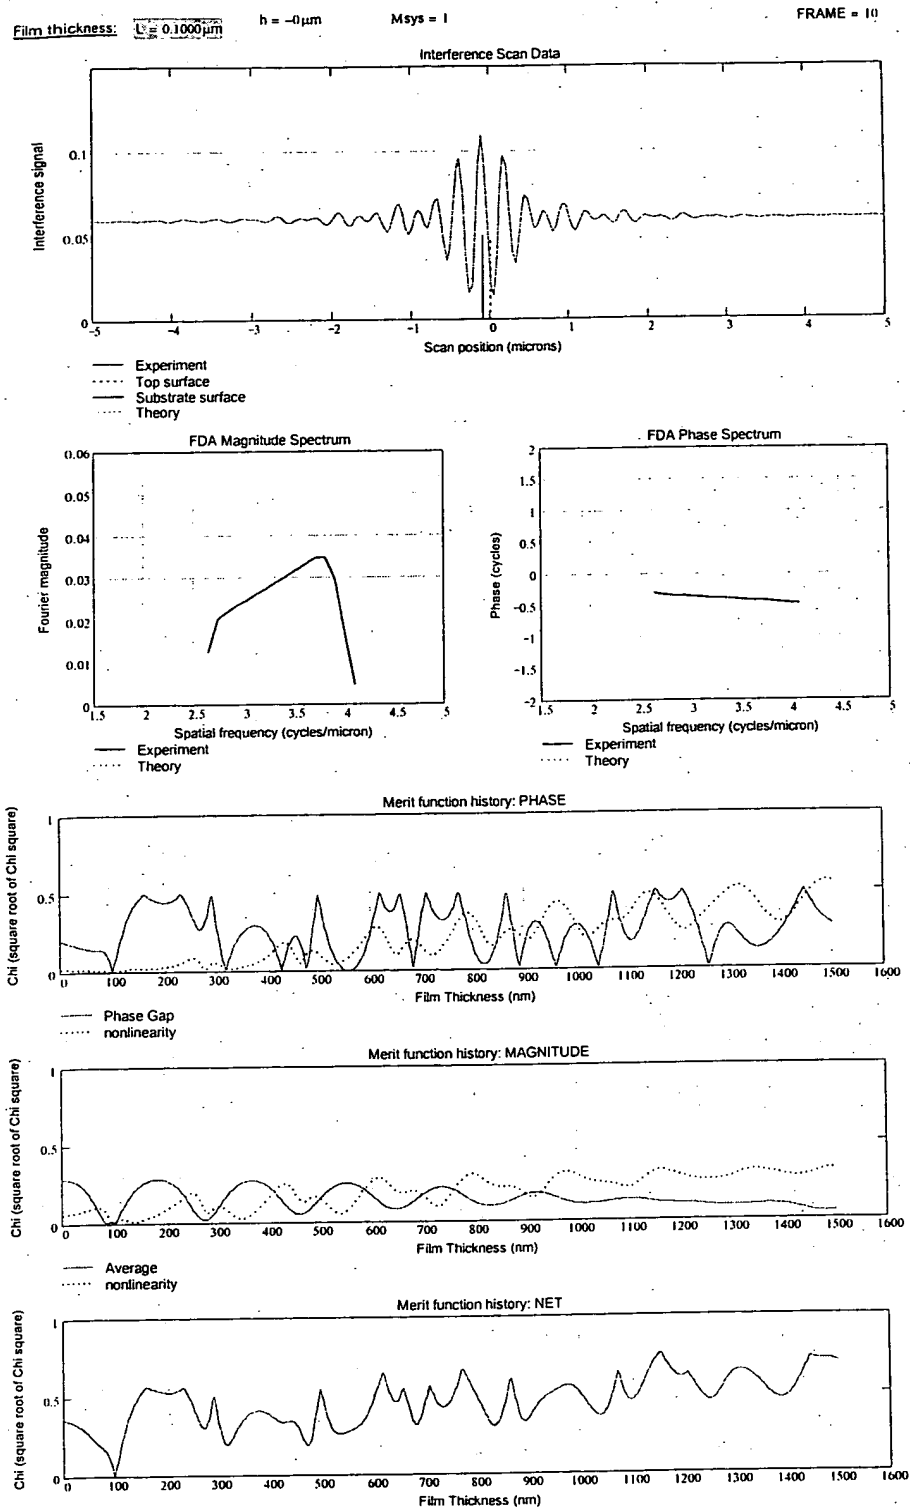 Film thickness: L = 0.1000μm h = −0μm Msys = 1 FRAME = 10
Interference Scan Data
Interference signal
0.1
0.05
0
−5 −4 −3 −2 −1 0 1 2 3 4 5
Scan position (microns)
Experiment
Top surface
Substrate surface
Theory
FDA Magnitude Spectrum
Fourier magnitude
0.06
0.05
0.04
0.03
0.02
0.01
0
1.5 2 2.5 3 3.5 4 4.5 5
Spatial frequency (cycles/micron)
Experiment
Theory
FDA Phase Spectrum
Phase (cycles)
2
1.5
1
0.5
0
−0.5
−1
−1.5
−2
1.5 2 2.5 3 3.5 4 4.5 5
Spatial frequency (cycles/micron)
Experiment
Theory
Merit function history: PHASE
Chi (square root of Chi square)
1
0.5
0
0 100 200 300 400 500 600 700 800 900 1000 1100 1200 1300 1400 1500 1600
Film Thickness (nm)
Phase Gap
nonlinearity
Merit function history: MAGNITUDE
Chi (square root of Chi square)
1
0.5
0
0 100 200 300 400 500 600 700 800 900 1000 1100 1200 1300 1400 1500 1600
Film Thickness (nm)
Average
nonlinearity
Merit function history: NET
Chi (square root of Chi square)
1
0.5
0
0 100 200 300 400 500 600 700 800 900 1000 1100 1200 1300 1400 1500 1600
Film Thickness (nm)